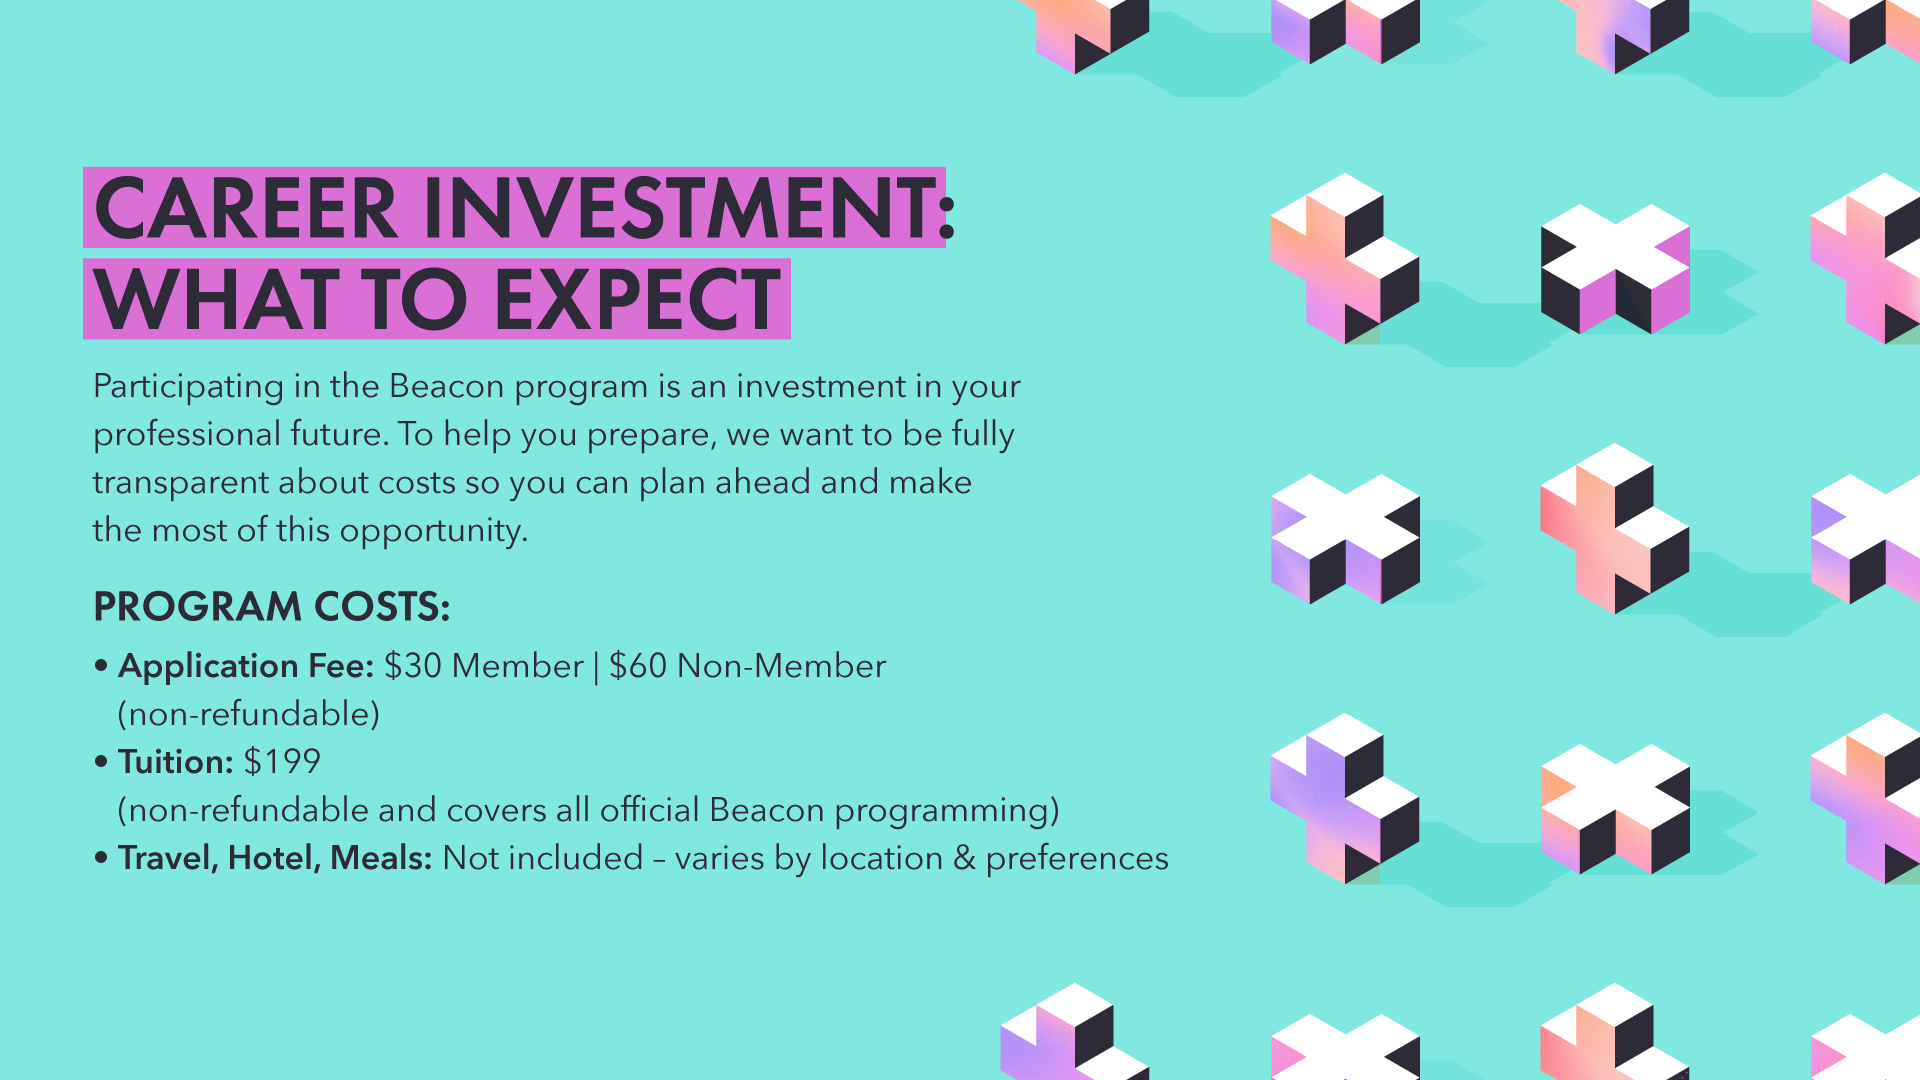 CAREER INVESTMENT:
WHAT TO EXPECT
Participating in the Beacon program is an investment in your
professional future. To help you prepare, we want to be fully
transparent about costs so you can plan ahead and make
the most of this opportunity.
PROGRAM COSTS:
• Application Fee: $30 Member | $60 Non-Member
(non-refundable)
• Tuition: $199
(non-refundable and covers all official Beacon programming)
• Travel, Hotel, Meals: Not included – varies by location & preferences